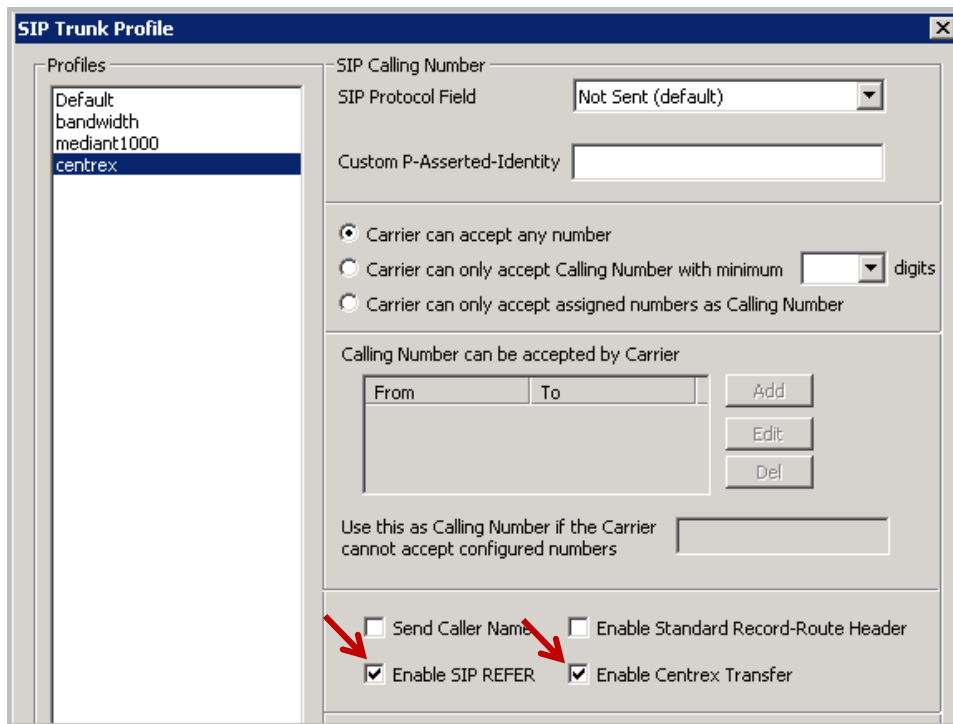 SIP Trunk Profile
Profiles
Default
bandwidth
mediant1000
centrex
SIP Calling Number
SIP Protocol Field Not Sent (default)
Custom P-Asserted-Identity
Carrier can accept any number
Carrier can only accept Calling Number with minimum digits
Carrier can only accept assigned numbers as Calling Number
Calling Number can be accepted by Carrier
From To
Add
Edit
Del
Use this as Calling Number if the Carrier
cannot accept configured numbers
Send Caller Name Enable Standard Record-Route Header
Enable SIP REFER Enable Centrex Transfer